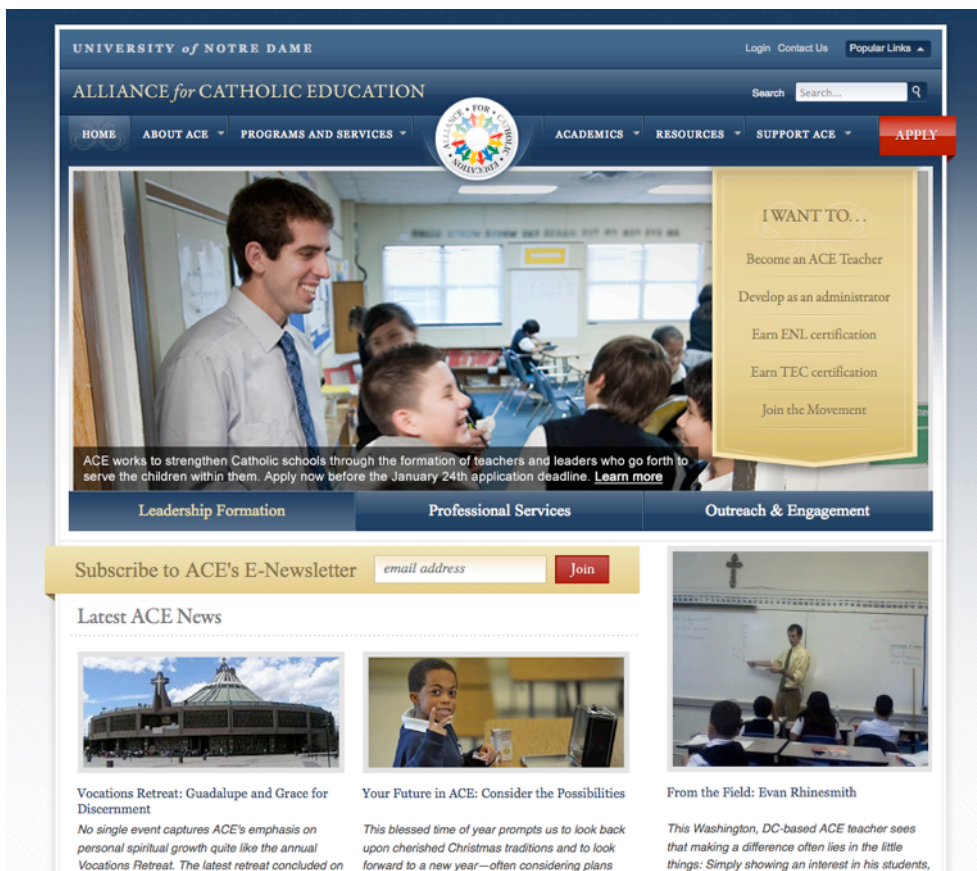 UNIVERSITY of NOTRE DAME
Login Contact Us Popular Links
ALLIANCE for CATHOLIC EDUCATION
Search Search...
HOME ABOUT ACE PROGRAMS AND SERVICES
ALLIANCE · FOR · CATHOLIC · EDUCATION ·
ACADEMICS RESOURCES SUPPORT ACE APPLY
I WANT TO...
Become an ACE Teacher
Develop as an administrator
Earn ENL certification
Earn TEC certification
Join the Movement
ACE works to strengthen Catholic schools through the formation of teachers and leaders who go forth to
serve the children within them. Apply now before the January 24th application deadline. Learn more
Leadership Formation Professional Services Outreach & Engagement
Subscribe to ACE's E-Newsletter email address Join
Latest ACE News
Vocations Retreat: Guadalupe and Grace for
Discernment
No single event captures ACE's emphasis on
personal spiritual growth quite like the annual
Vocations Retreat. The latest retreat concluded on
Your Future in ACE: Consider the Possibilities
This blessed time of year prompts us to look back
upon cherished Christmas traditions and to look
forward to a new year—often considering plans
From the Field: Evan Rhinesmith
This Washington, DC-based ACE teacher sees
that making a difference often lies in the little
things: Simply showing an interest in his students,